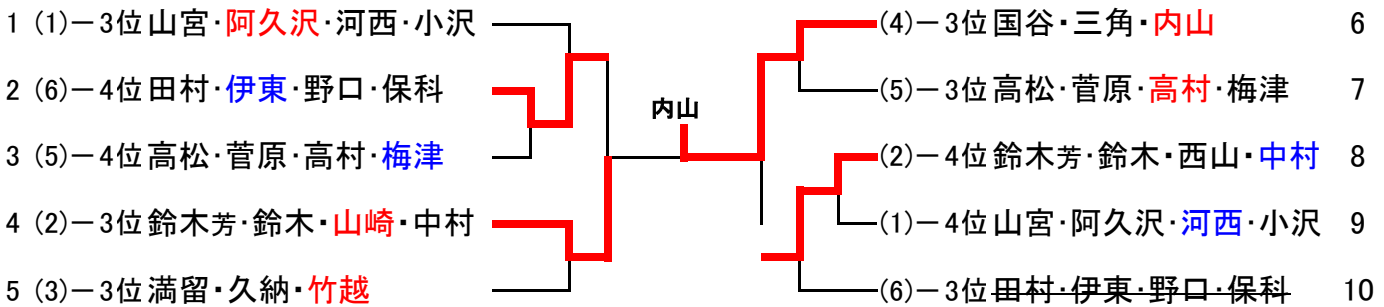 1 (1)－3位 山宮･阿久沢･河西･小沢
2 (6)－4位 田村･伊東･野口･保科
3 (5)－4位 高松･菅原･高村･梅津
4 (2)－3位 鈴木芳･鈴木･山崎･中村
5 (3)－3位 満留･久納･竹越
内山
(4)－3位 国谷･三角･内山 6
(5)－3位 高松･菅原･高村･梅津 7
(2)－4位 鈴木芳･鈴木･西山･中村 8
(1)－4位 山宮･阿久沢･河西･小沢 9
(6)－3位 田村･伊東･野口･保科 10